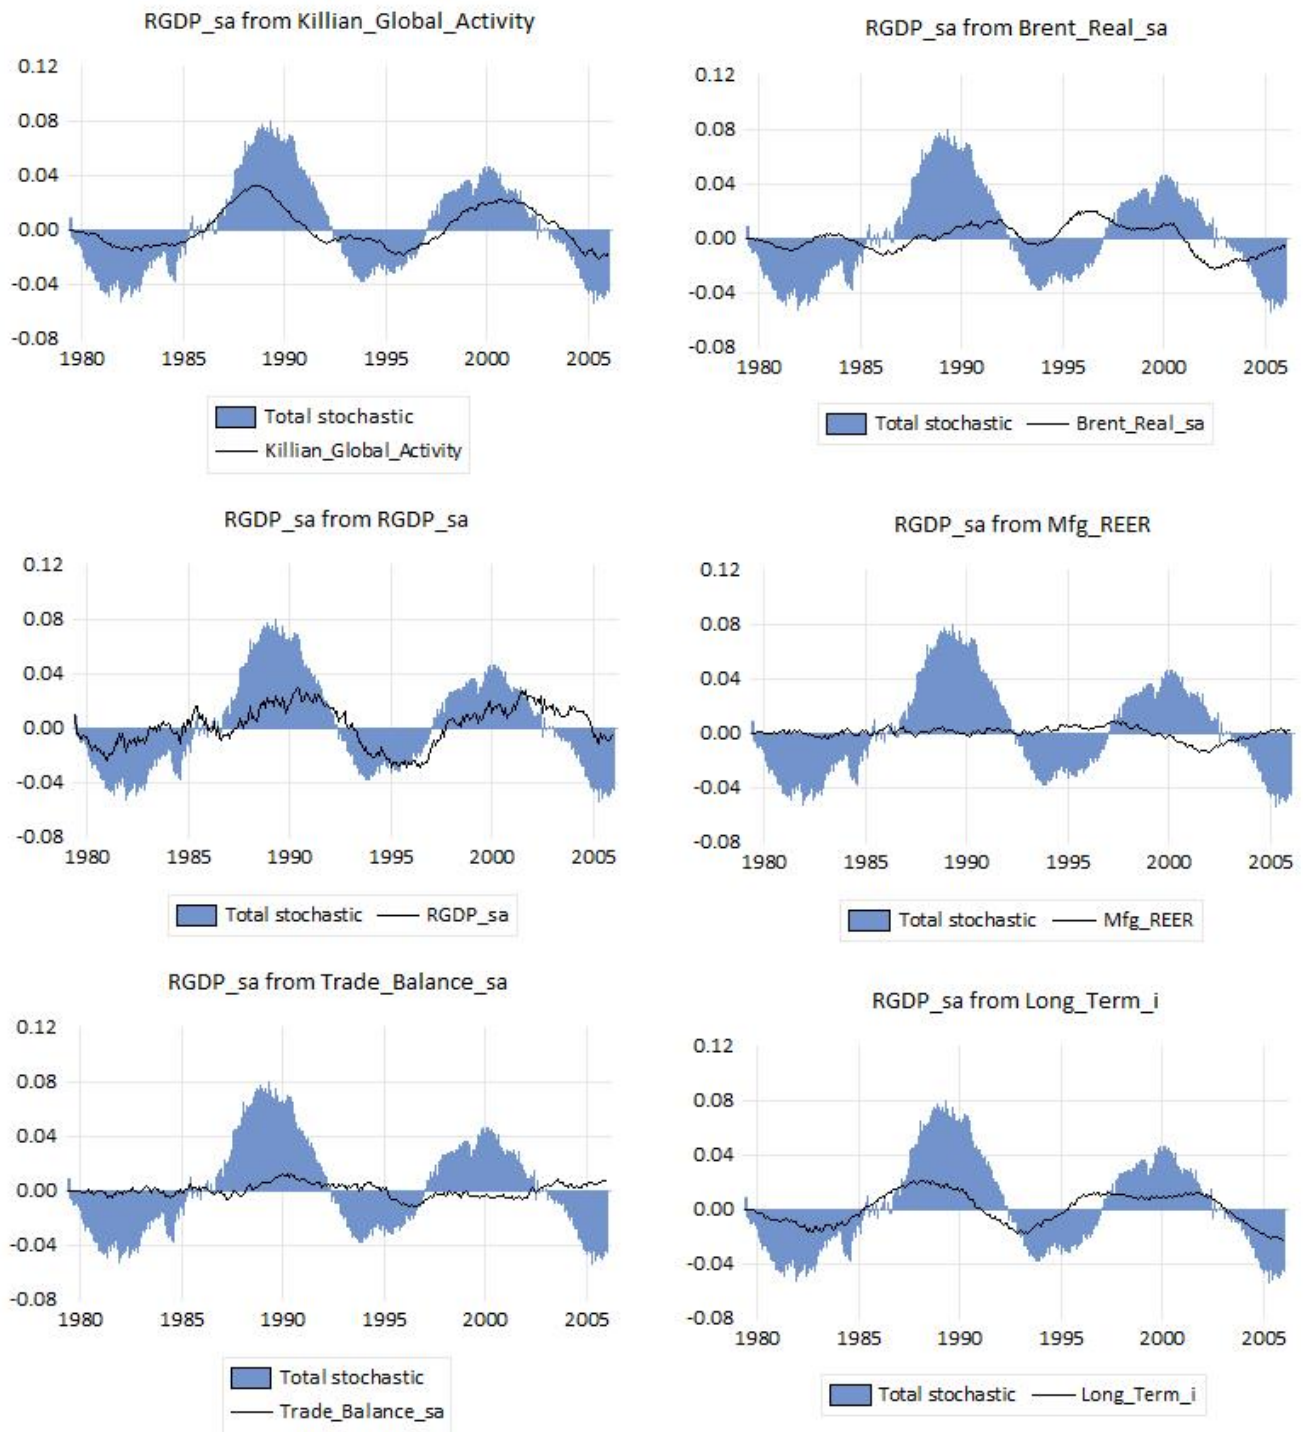 RGDP_sa from Killian_Global_Activity
0.12
0.08
0.04
0.00
-0.04
-0.08
1980 1985 1990 1995 2000 2005
Total stochastic
Killian_Global_Activity
RGDP_sa from Brent_Real_sa
0.12
0.08
0.04
0.00
-0.04
-0.08
1980 1985 1990 1995 2000 2005
Total stochastic Brent_Real_sa
RGDP_sa from RGDP_sa
0.12
0.08
0.04
0.00
-0.04
-0.08
1980 1985 1990 1995 2000 2005
Total stochastic RGDP_sa
RGDP_sa from Mfg_REER
0.12
0.08
0.04
0.00
-0.04
-0.08
1980 1985 1990 1995 2000 2005
Total stochastic Mfg_REER
RGDP_sa from Trade_Balance_sa
0.12
0.08
0.04
0.00
-0.04
-0.08
1980 1985 1990 1995 2000 2005
Total stochastic
Trade_Balance_sa
RGDP_sa from Long_Term_i
0.12
0.08
0.04
0.00
-0.04
-0.08
1980 1985 1990 1995 2000 2005
Total stochastic Long_Term_i